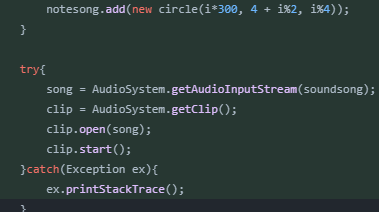 notesong.add(new circle(i*300, 4 + i%2, i%4));
}
try{
song = AudioSystem.getAudioInputStream(soundsong);
clip = AudioSystem.getClip();
clip.open(song);
clip.start();
}catch(Exception ex){
ex.printStackTrace();
}